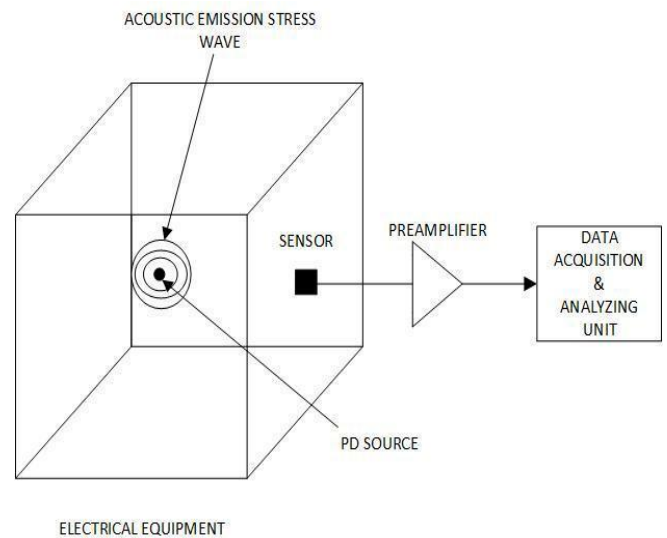 ACOUSTIC EMISSION STRESS
WAVE
SENSOR
PREAMPLIFIER
DATA
ACQUISITION
&
ANALYZING
UNIT
PD SOURCE
ELECTRICAL EQUIPMENT